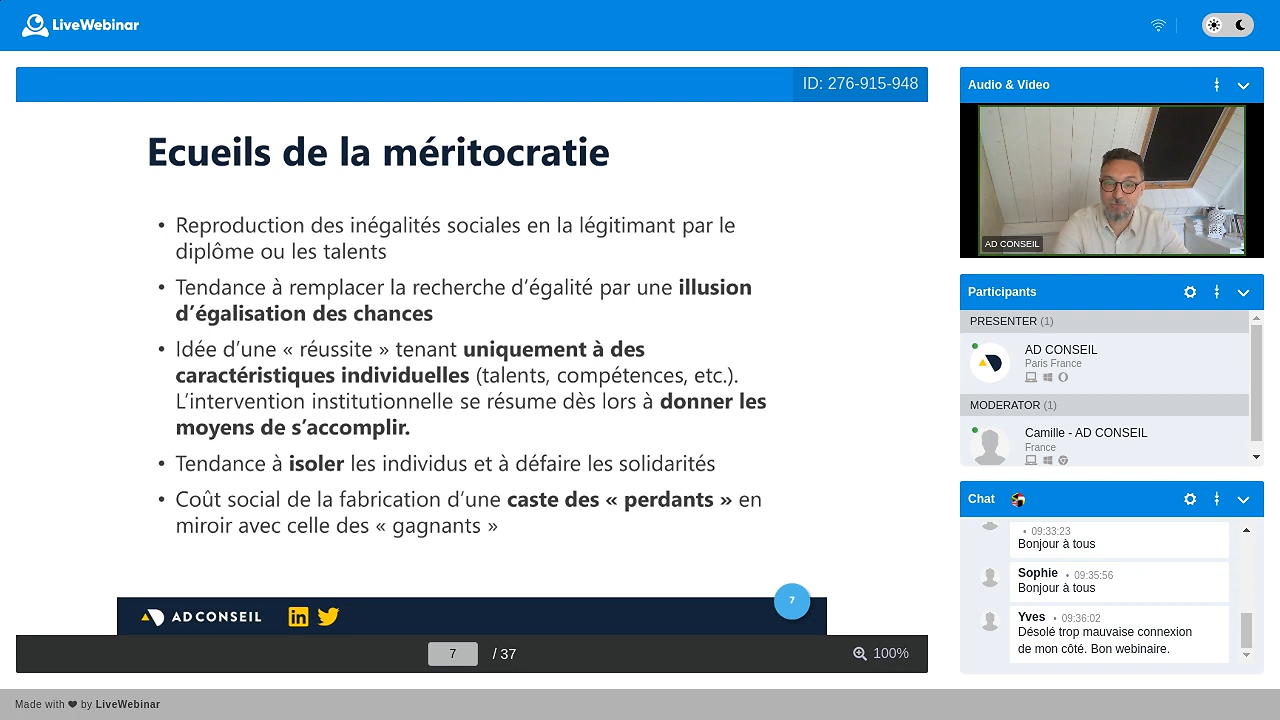 LiveWebinar
ID: 276-915-948
Ecueils de la méritocratie
• Reproduction des inégalités sociales en la légitimant par le
diplôme ou les talents
• Tendance à remplacer la recherche d’égalité par une illusion
d’égalisation des chances
• Idée d’une « réussite » tenant uniquement à des
caractéristiques individuelles (talents, compétences, etc.).
L’intervention institutionnelle se résume dès lors à donner les
moyens de s’accomplir.
• Tendance à isoler les individus et à défaire les solidarités
• Coût social de la fabrication d’une caste des « perdants » en
miroir avec celle des « gagnants »
AD CONSEIL
in
7
7 / 37
100%
Audio & Video
AD CONSEIL
Participants
PRESENTER (1)
AD CONSEIL
Paris France
MODERATOR (1)
Camille - AD CONSEIL
France
Chat
• 09:33:23
Bonjour à tous
Sophie • 09:35:56
Bonjour à tous
Yves • 09:36:02
Désolé trop mauvaise connexion
de mon côté. Bon webinaire.
Made with ❤ by LiveWebinar